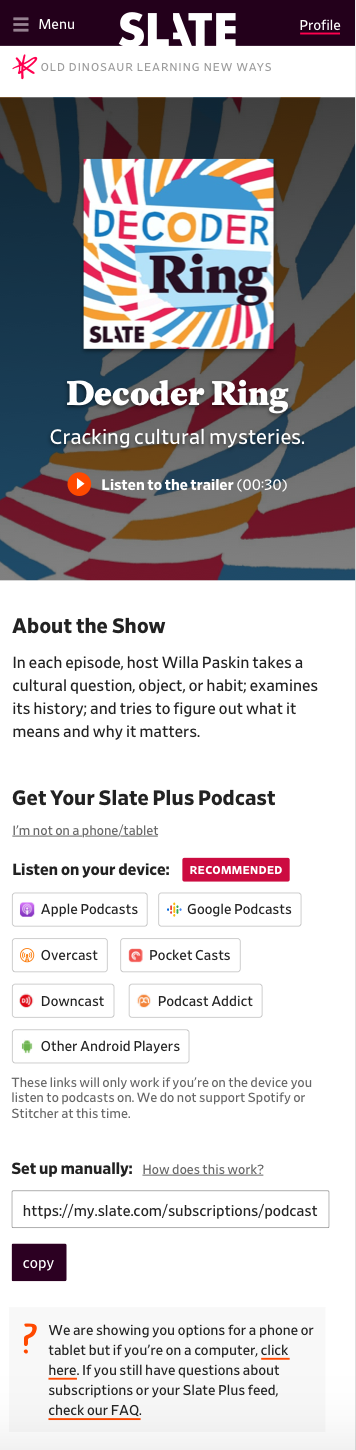 Menu
SLATE
Profile
OLD DINOSAUR LEARNING NEW WAYS
DECODER
Ring
SLATE
Decoder Ring
Cracking cultural mysteries.
Listen to the trailer (00:30)
About the Show
In each episode, host Willa Paskin takes a
cultural question, object, or habit; examines
its history; and tries to figure out what it
means and why it matters.
Get Your Slate Plus Podcast
I'm not on a phone/tablet
Listen on your device: RECOMMENDED
Apple Podcasts
Google Podcasts
Overcast
Pocket Casts
Downcast
Podcast Addict
Other Android Players
These links will only work if you're on the device you
listen to podcasts on. We do not support Spotify or
Stitcher at this time.
Set up manually: How does this work?
https://my.slate.com/subscriptions/podcast
copy
?
We are showing you options for a phone or
tablet but if you're on a computer, click
here. If you still have questions about
subscriptions or your Slate Plus feed,
check our FAQ.